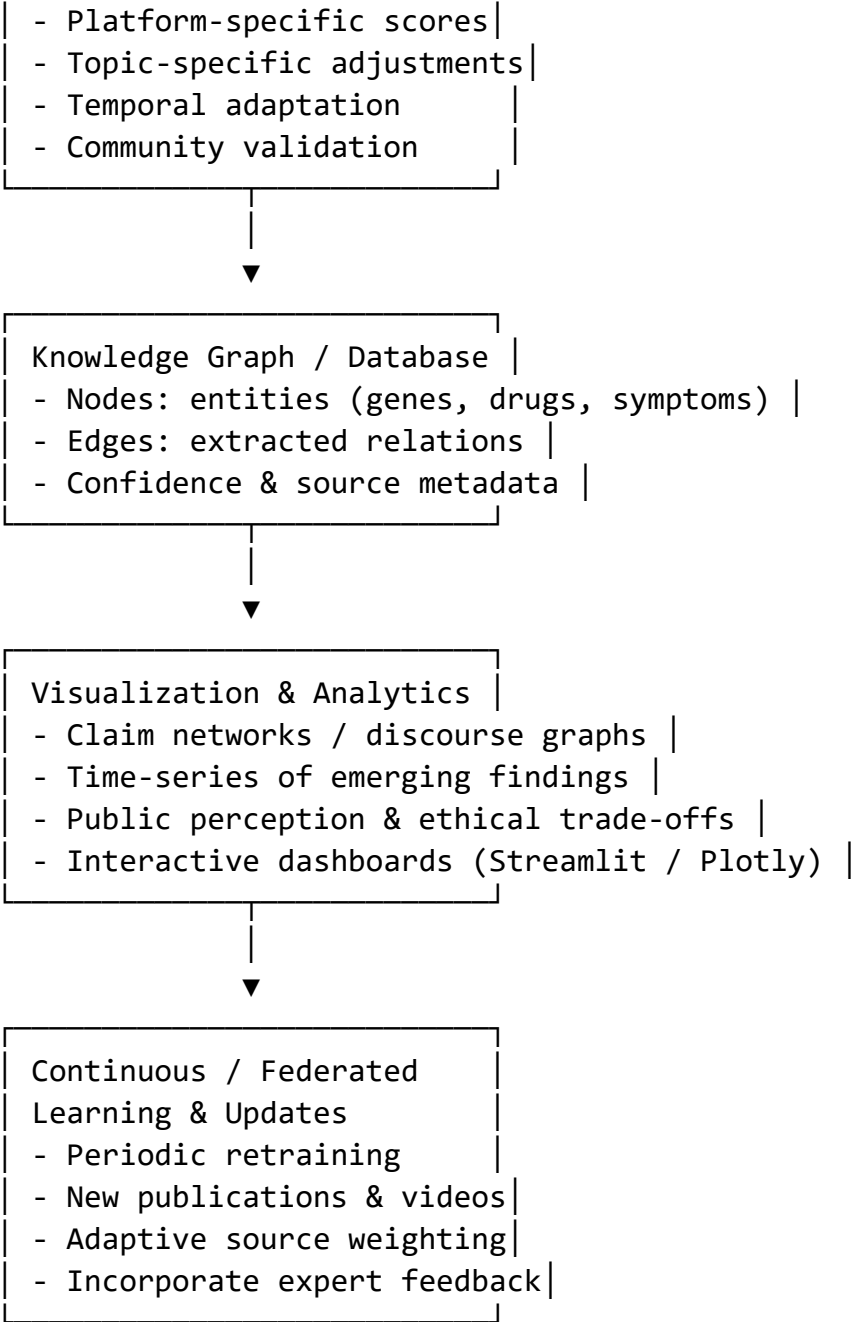 - Platform-specific scores
- Topic-specific adjustments
- Temporal adaptation
- Community validation
Knowledge Graph / Database
- Nodes: entities (genes, drugs, symptoms)
- Edges: extracted relations
- Confidence & source metadata
Visualization & Analytics
- Claim networks / discourse graphs
- Time-series of emerging findings
- Public perception & ethical trade-offs
- Interactive dashboards (Streamlit / Plotly)
Continuous / Federated
Learning & Updates
- Periodic retraining
- New publications & videos
- Adaptive source weighting
- Incorporate expert feedback